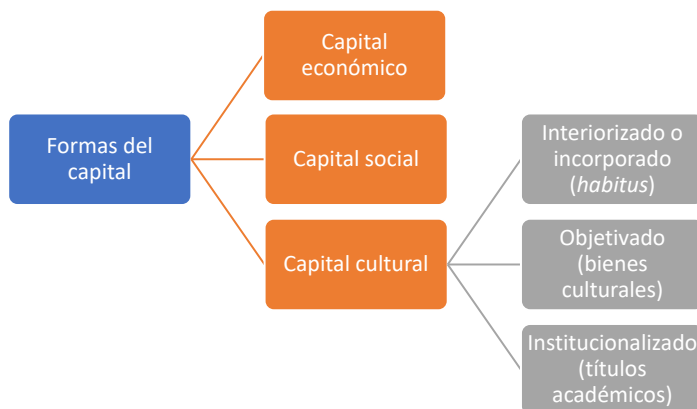 Formas del
capital
Capital
económico
Capital social
Capital cultural
Interiorizado o
incorporado
(habitus)
Objetivado
(bienes
culturales)
Institucionalizado
(títulos
académicos)